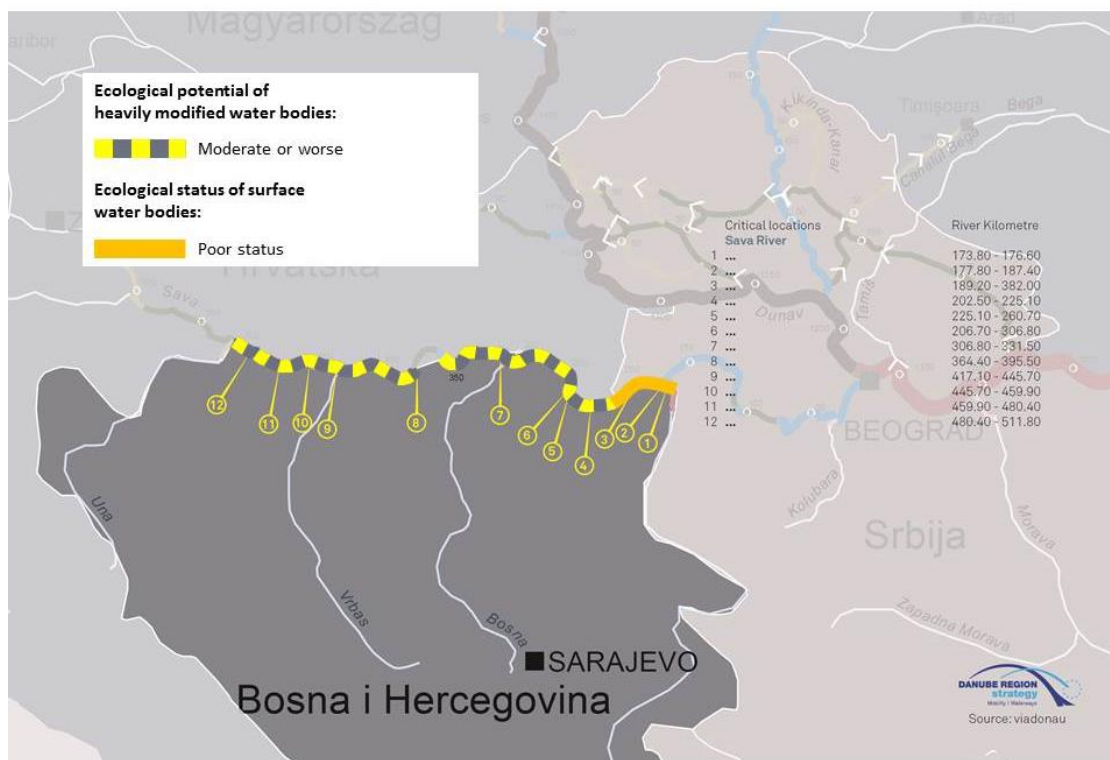 Magyarország
Arad
aribor
Ecological potential of
heavily modified water bodies:
Moderate or worse
Ecological status of surface
water bodies:
Poor status
Kikinda-Kanal
Timișoara
Bega
Canalul Bega
Hrvatska
Sava
Dunav
Tamiš
Critical locations
Sava River
River Kilometre
1 ... 173.80 - 176.60
2 ... 177.80 - 187.40
3 ... 189.20 - 382.00
4 ... 202.50 - 225.10
5 ... 225.10 - 260.70
6 ... 206.70 - 306.80
7 ... 306.80 - 331.50
8 ... 364.40 - 395.50
9 ... 417.10 - 445.70
10 ... 445.70 - 459.90
11 ... 459.90 - 480.40
12 ... 480.40 - 511.80
350
12
11
10
9
8
7
6
5
4
3
2
1
BEOGRAD
Una
Vrbas
Bosna
Kolubara
Morava
Srbija
Zapadna Morava
SARAJEVO
Bosna i Hercegovina
DANUBE REGION
strategy
Mobility | Waterways
Source: viadonau